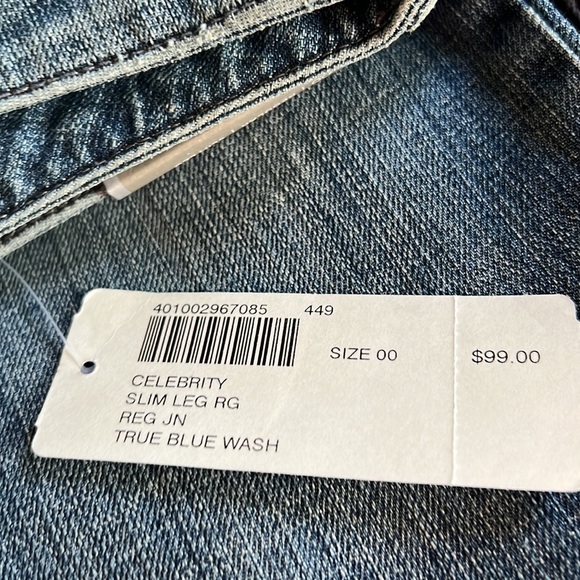 401002967085 449
SIZE 00 $99.00
CELEBRITY
SLIM LEG RG
REG JN
TRUE BLUE WASH